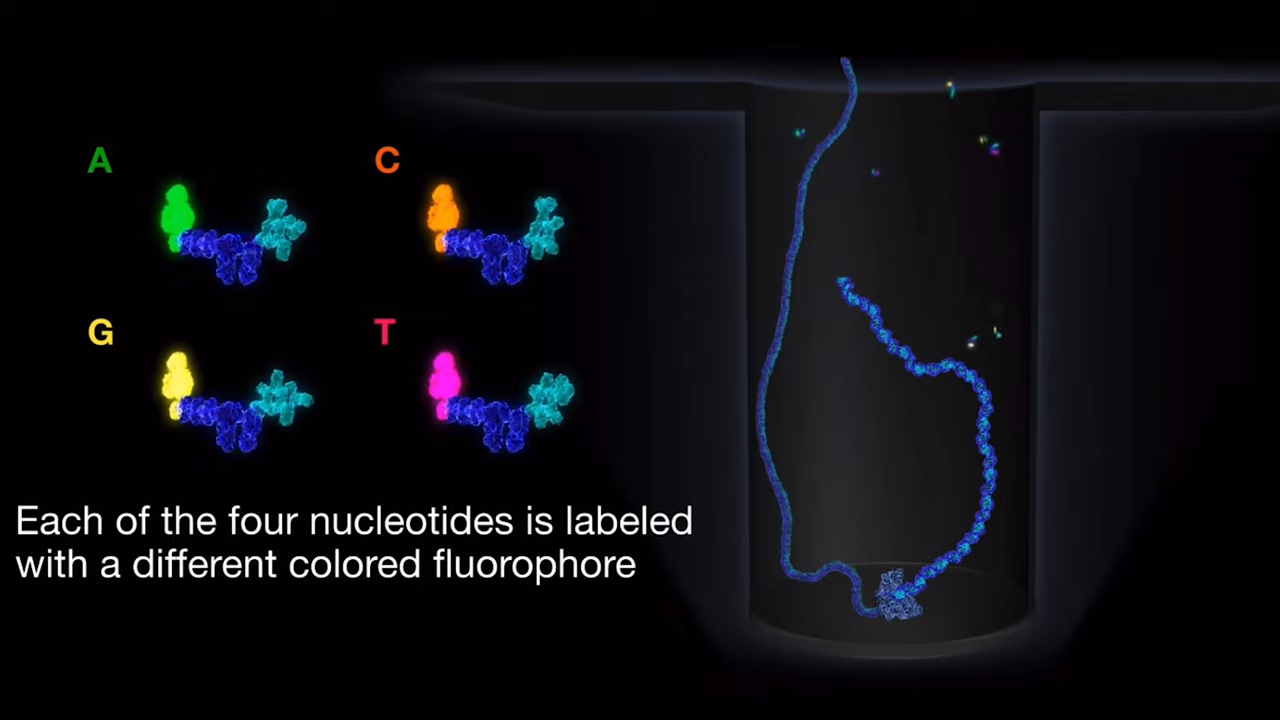 A
C
G
T
Each of the four nucleotides is labeled
with a different colored fluorophore